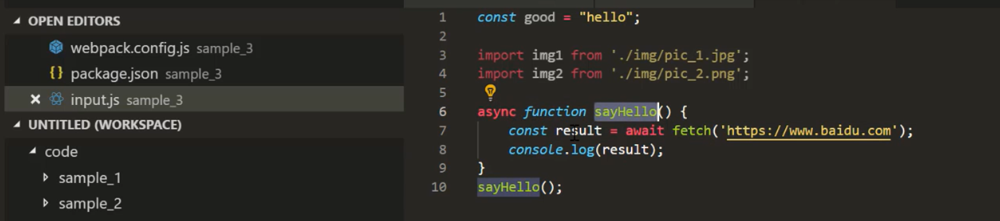 OPEN EDITORS
webpack.config.js sample_3
{ } package.json sample_3
input.js sample_3
UNTITLED (WORKSPACE)
code
sample_1
sample_2
1 const good = "hello";
2
3 import img1 from './img/pic_1.jpg';
4 import img2 from './img/pic_2.png';
5
6 async function sayHello() {
7 const result = await fetch('https://www.baidu.com');
8 console.log(result);
9 }
10 sayHello();